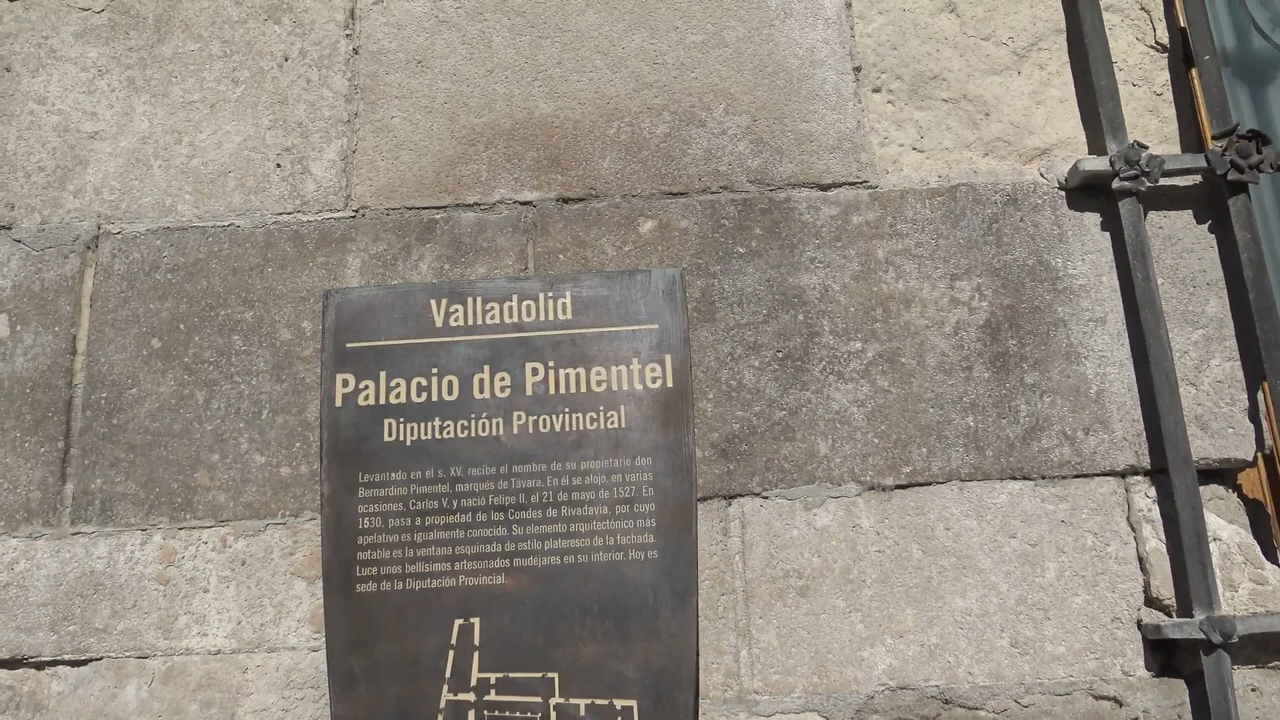 Valladolid
Palacio de Pimentel
Diputación Provincial
Levantado en el s. XV, recibe el nombre de su propietario don
Bernardino Pimentel, marqués de Távara. En él se alojo, en varias
ocasiones, Carlos V, y nació Felipe II, el 21 de mayo de 1527. En
1530, pasa a propiedad de los Condes de Rivadavia, por cuyo
apelativo es igualmente conocido. Su elemento arquitectónico más
notable es la ventana esquinada de estilo plateresco de la fachada.
Luce unos bellísimos artesonados mudéjares en su interior. Hoy es
sede de la Diputación Provincial.